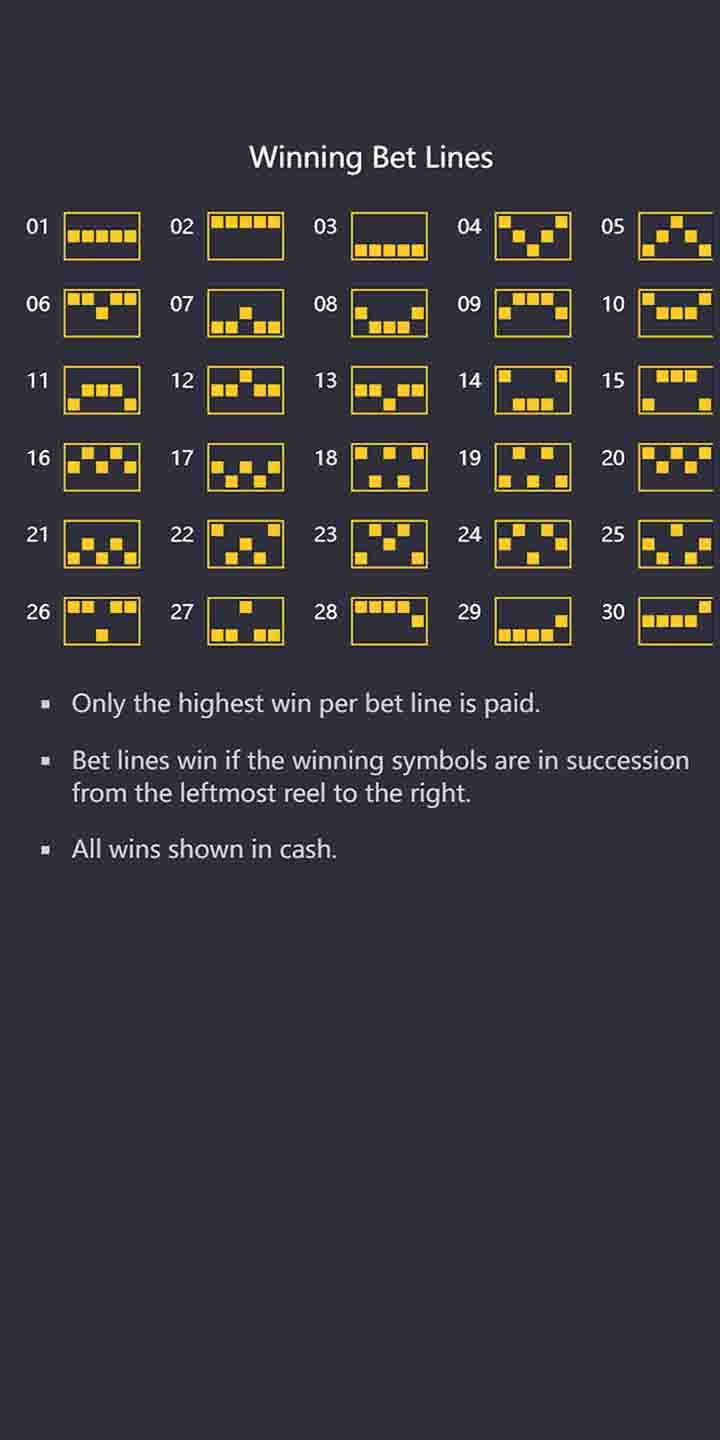 Winning Bet Lines
01 02 03 04 05
06 07 08 09 10
11 12 13 14 15
16 17 18 19 20
21 22 23 24 25
26 27 28 29 30
▪ Only the highest win per bet line is paid.
▪ Bet lines win if the winning symbols are in succession
from the leftmost reel to the right.
▪ All wins shown in cash.